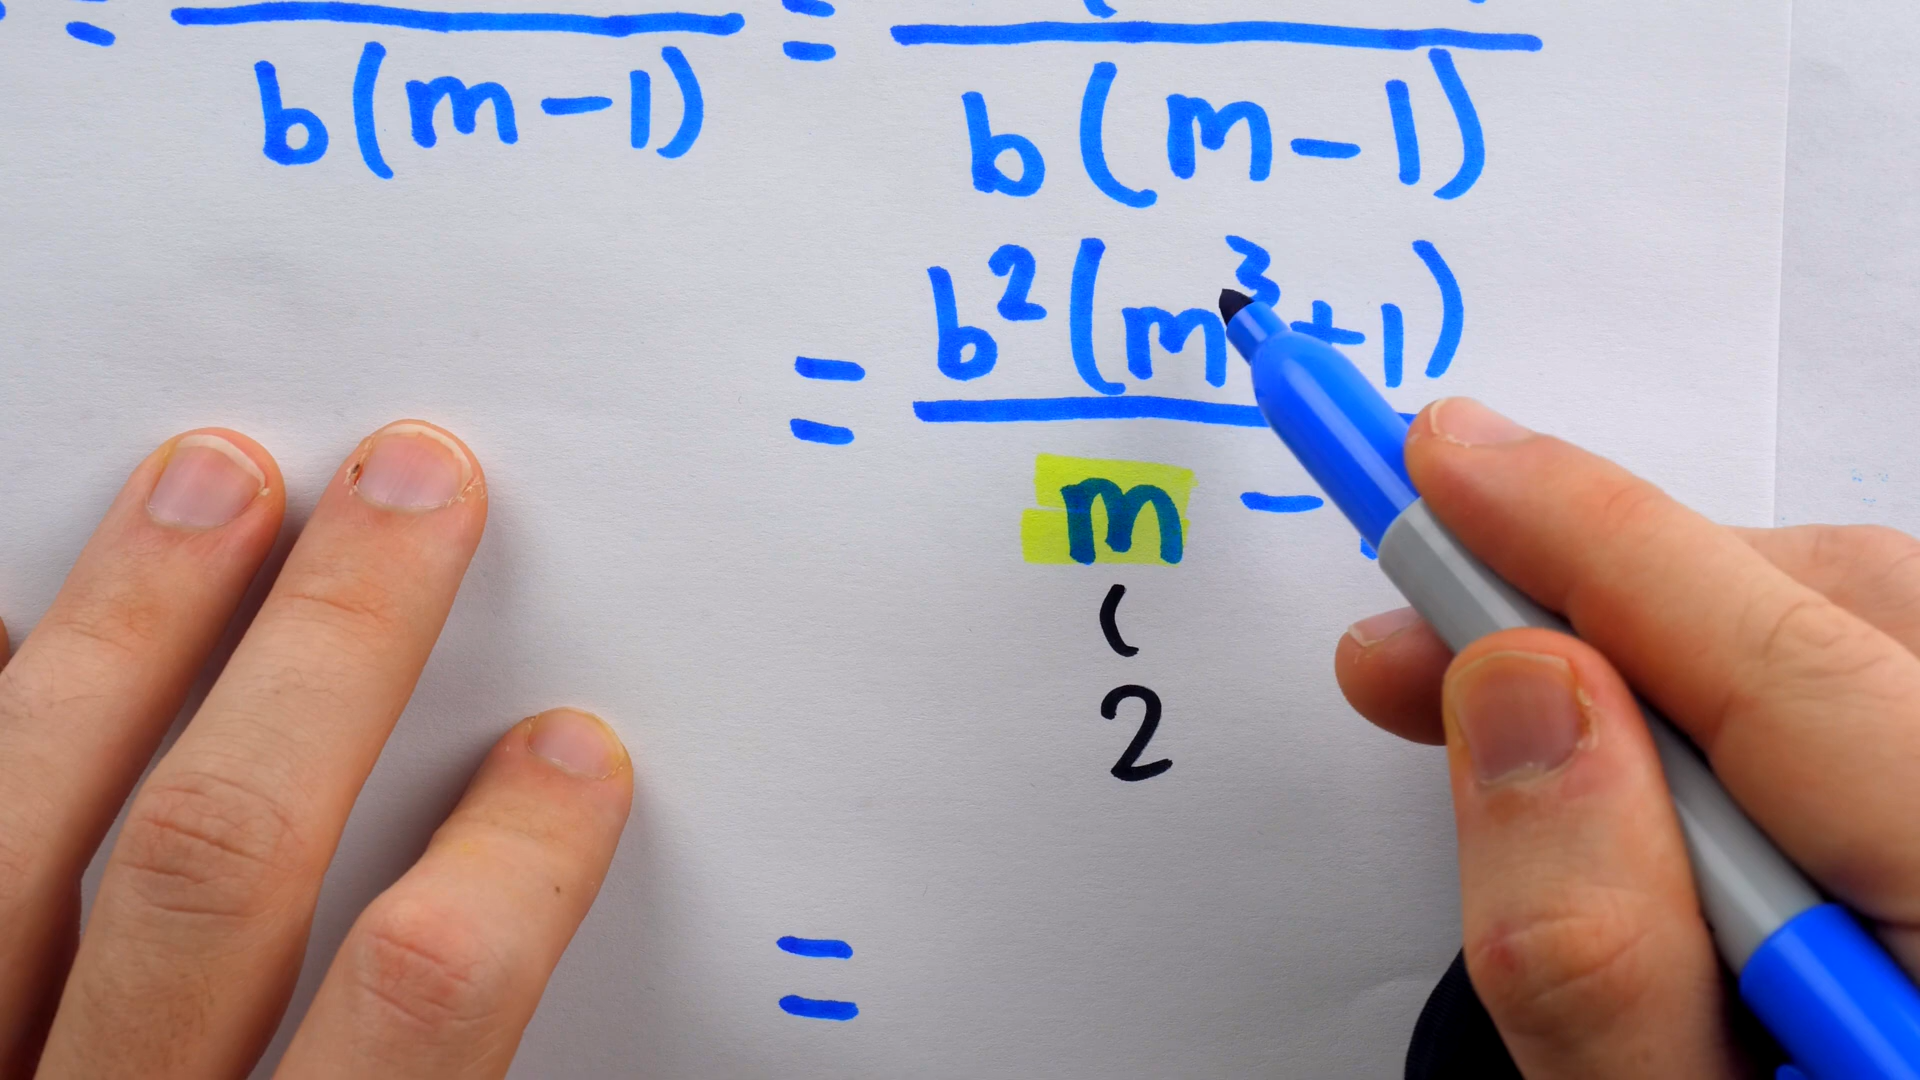 = b(m-1) = b(m-1)
= b²(m³+1)
m -
2
=